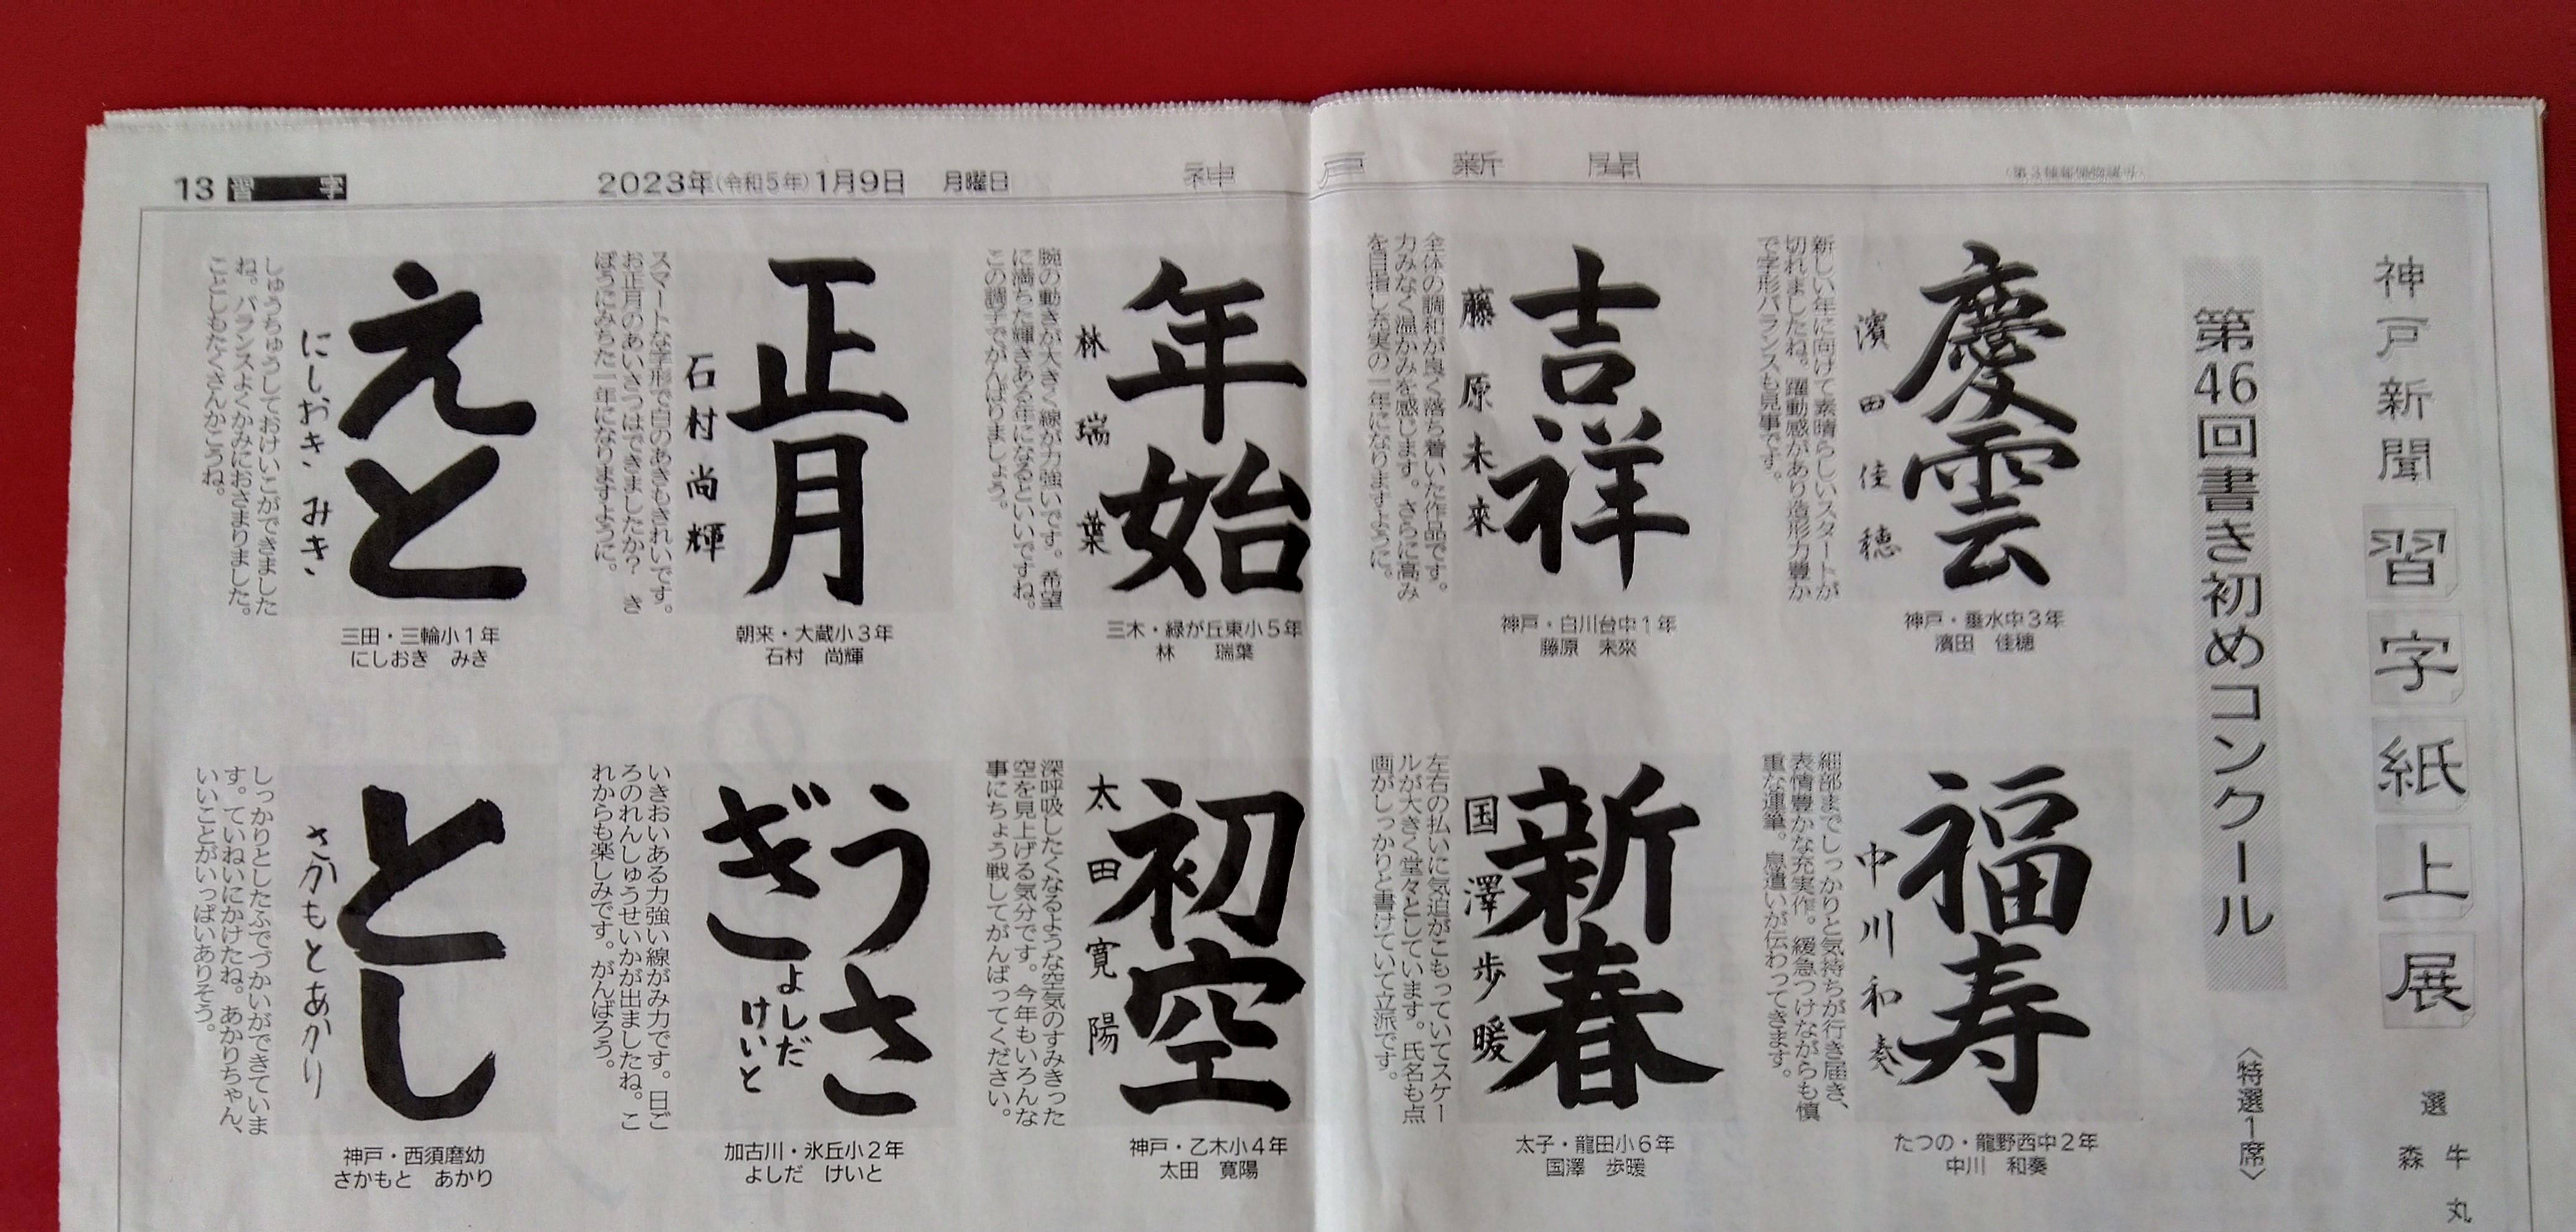 13 習字
2023年(令和5年)1月9日 月曜日
神戸新聞
(第3種郵便物認可)
神戸新聞 習字紙上展
選
牛丸
森
第46回書き初めコンクール
〈特選1席〉
慶雲
濱田佳穂
新しい年に向けて素晴らしいスタートが
切れましたね。躍動感があり造形力豊か
で字形バランスも見事です。
神戸・垂水中3年
濱田 佳穂
吉祥
藤原未來
全体の調和が良く落ち着いた作品です。
力みなく温かみを感じます。さらに高み
を目指し充実の一年になりますように。
神戸・白川台中1年
藤原 未來
年始
林瑞葉
腕の動きが大きく線が力強いです。希望
に満ちた輝きある年になるといいですね。
この調子でがんばりましょう。
三木・緑が丘東小5年
林 瑞葉
正月
石村尚輝
スマートな字形で白のあきもきれいです。
お正月のあいさつはできましたか? き
ぼうにみちた一年になりますように。
朝来・大蔵小3年
石村 尚輝
えと
にしおき みき
しゅうちゅうしておけいこができました
ね。バランスよくかみにおさまりました。
ことしもたくさんかこうね。
三田・三輪小1年
にしおき みき
福寿
中川和奏
細部までしっかりと気持ちが行き届き、
表情豊かな充実作。緩急つけながらも慎
重な運筆。息遣いが伝わってきます。
たつの・龍野西中2年
中川 和奏
新春
国澤歩暖
左右の払いに気迫がこもっていてスケー
ルが大きく堂々としています。氏名も点
画がしっかりと書けていて立派です。
太子・龍田小6年
国澤 歩暖
初空
太田寛陽
深呼吸したくなるような空気のすみきった
空を見上げる気分です。今年もいろんな
事にちょう戦してがんばってください。
神戸・乙木小4年
太田 寛陽
うさ
ぎ
よしだ
けいと
いきおいある力強い線がみ力です。日ご
ろのれんしゅうせいかが出ましたね。こ
れからも楽しみです。がんばろう。
加古川・氷丘小2年
よしだ けいと
とし
さかもとあかり
しっかりとしたふでづかいができていま
す。ていねいにかけたね。あかりちゃん、
いいことがいっぱいありそう。
神戸・西須磨幼
さかもと あかり